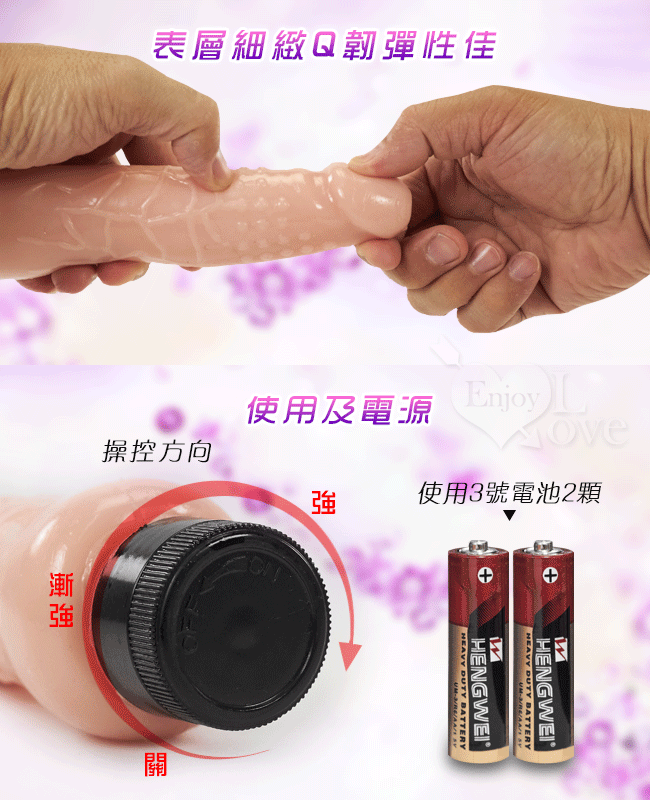 表層細緻Q韌彈性佳
使用及電源
Enjoy Love
操控方向
使用3號電池2顆
強
漸強
關
OFF
ON
HENGWEI
HEAVY DUTY BATTERY
HENGWEI
HEAVY DUTY BATTERY